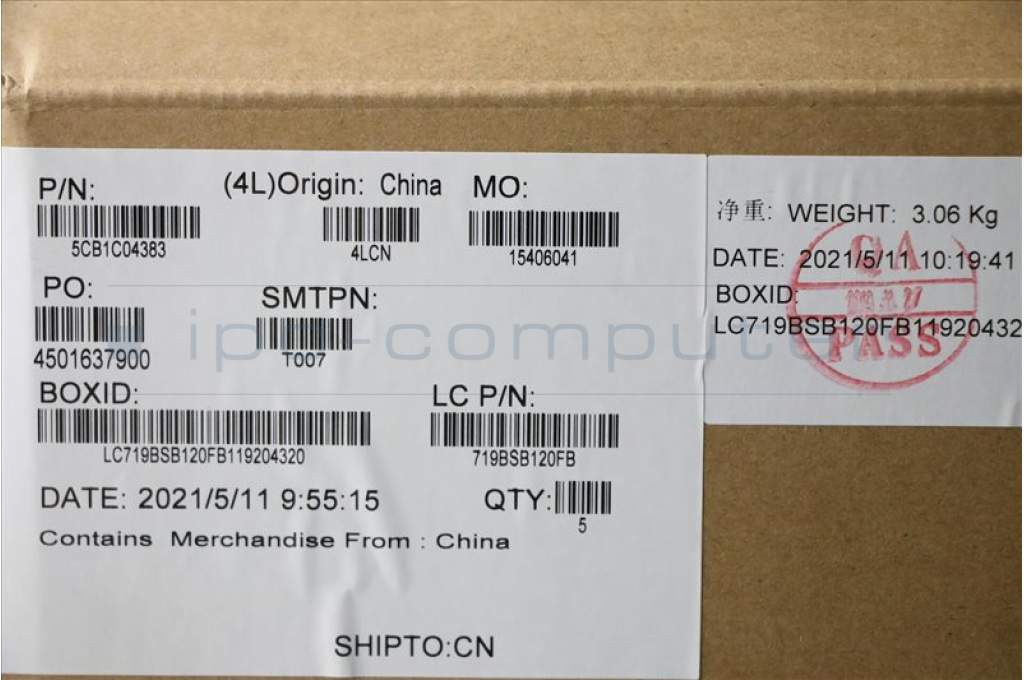 P/N:
5CB1C04383
(4L)Origin: China
4LCN
MO:
15406041
PO:
4501637900
SMTPN:
T007
BOXID:
LC719BSB120FB119204320
LC P/N:
719BSB120FB
DATE: 2021/5/11 9:55:15
QTY:
5
Contains Merchandise From : China
SHIPTO:CN
净重: WEIGHT: 3.06 Kg
DATE: 2021/5/11 10:19:41
BOXID:
LC719BSB120FB11920432
QA
PASS
ipc-compute